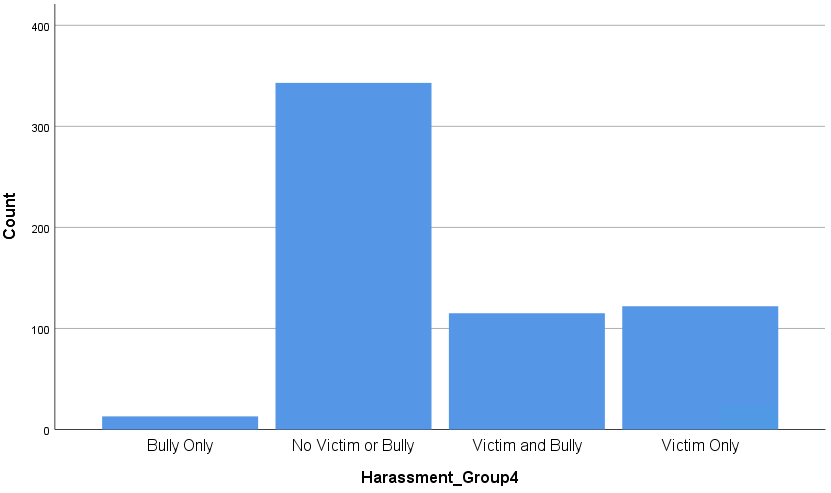 400
300
200
100
0
Count
Bully Only
No Victim or Bully
Victim and Bully
Victim Only
Harassment_Group4